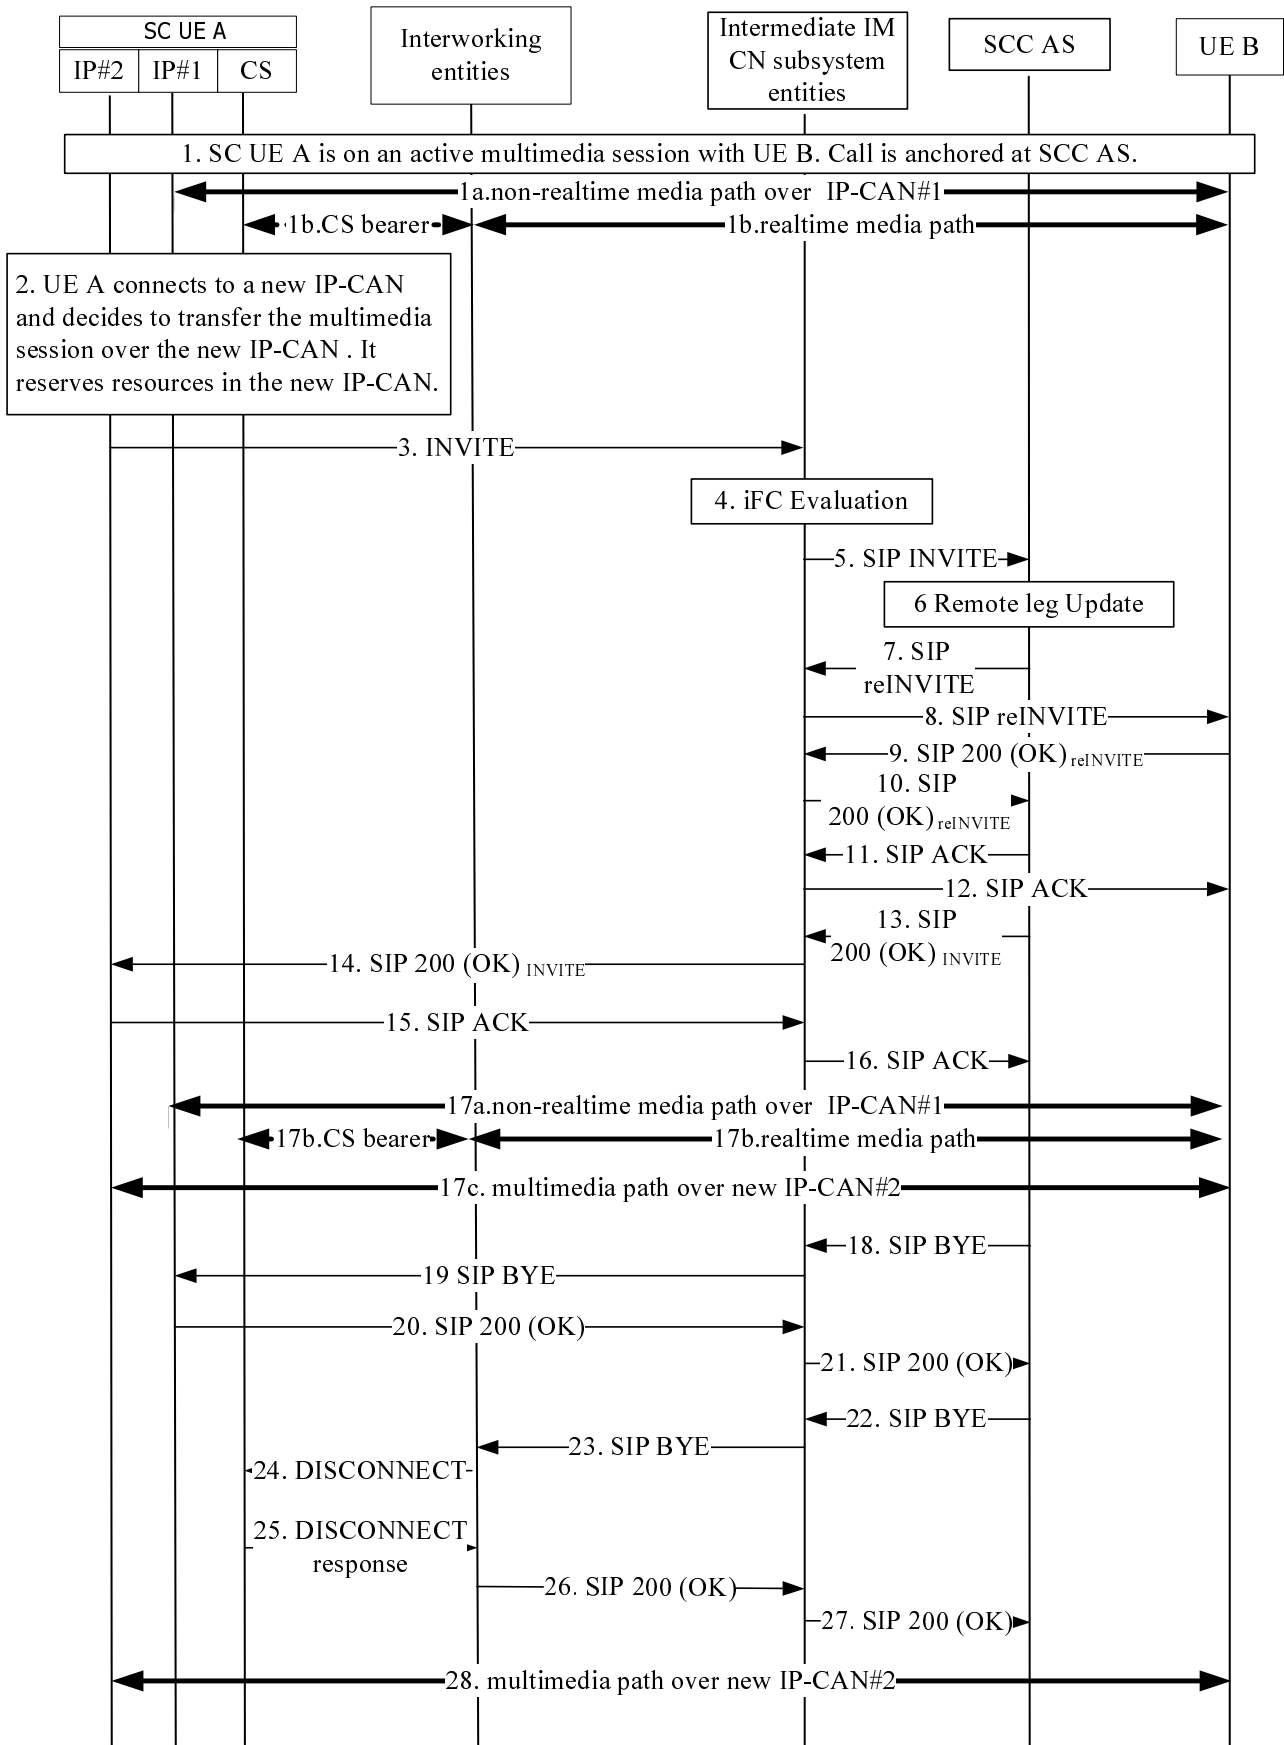 SC UE A
IP#2
IP#1
CS
Interworking
entities
Intermediate IM
CN subsystem
entities
SCC AS
UE B
1. SC UE A is on an active multimedia session with UE B. Call is anchored at SCC AS.
1a.non-realtime media path over IP-CAN#1
1b.CS bearer
1b.realtime media path
2. UE A connects to a new IP-CAN
and decides to transfer the multimedia
session over the new IP-CAN . It
reserves resources in the new IP-CAN.
3. INVITE
4. iFC Evaluation
5. SIP INVITE
6 Remote leg Update
7. SIP
reINVITE
8. SIP reINVITE
9. SIP 200 (OK) reINVITE
10. SIP
200 (OK) reINVITE
11. SIP ACK
12. SIP ACK
13. SIP
200 (OK) INVITE
14. SIP 200 (OK) INVITE
15. SIP ACK
16. SIP ACK
17a.non-realtime media path over IP-CAN#1
17b.CS bearer
17b.realtime media path
17c. multimedia path over new IP-CAN#2
18. SIP BYE
19 SIP BYE
20. SIP 200 (OK)
21. SIP 200 (OK)
22. SIP BYE
23. SIP BYE
24. DISCONNECT
25. DISCONNECT
response
26. SIP 200 (OK)
27. SIP 200 (OK)
28. multimedia path over new IP-CAN#2